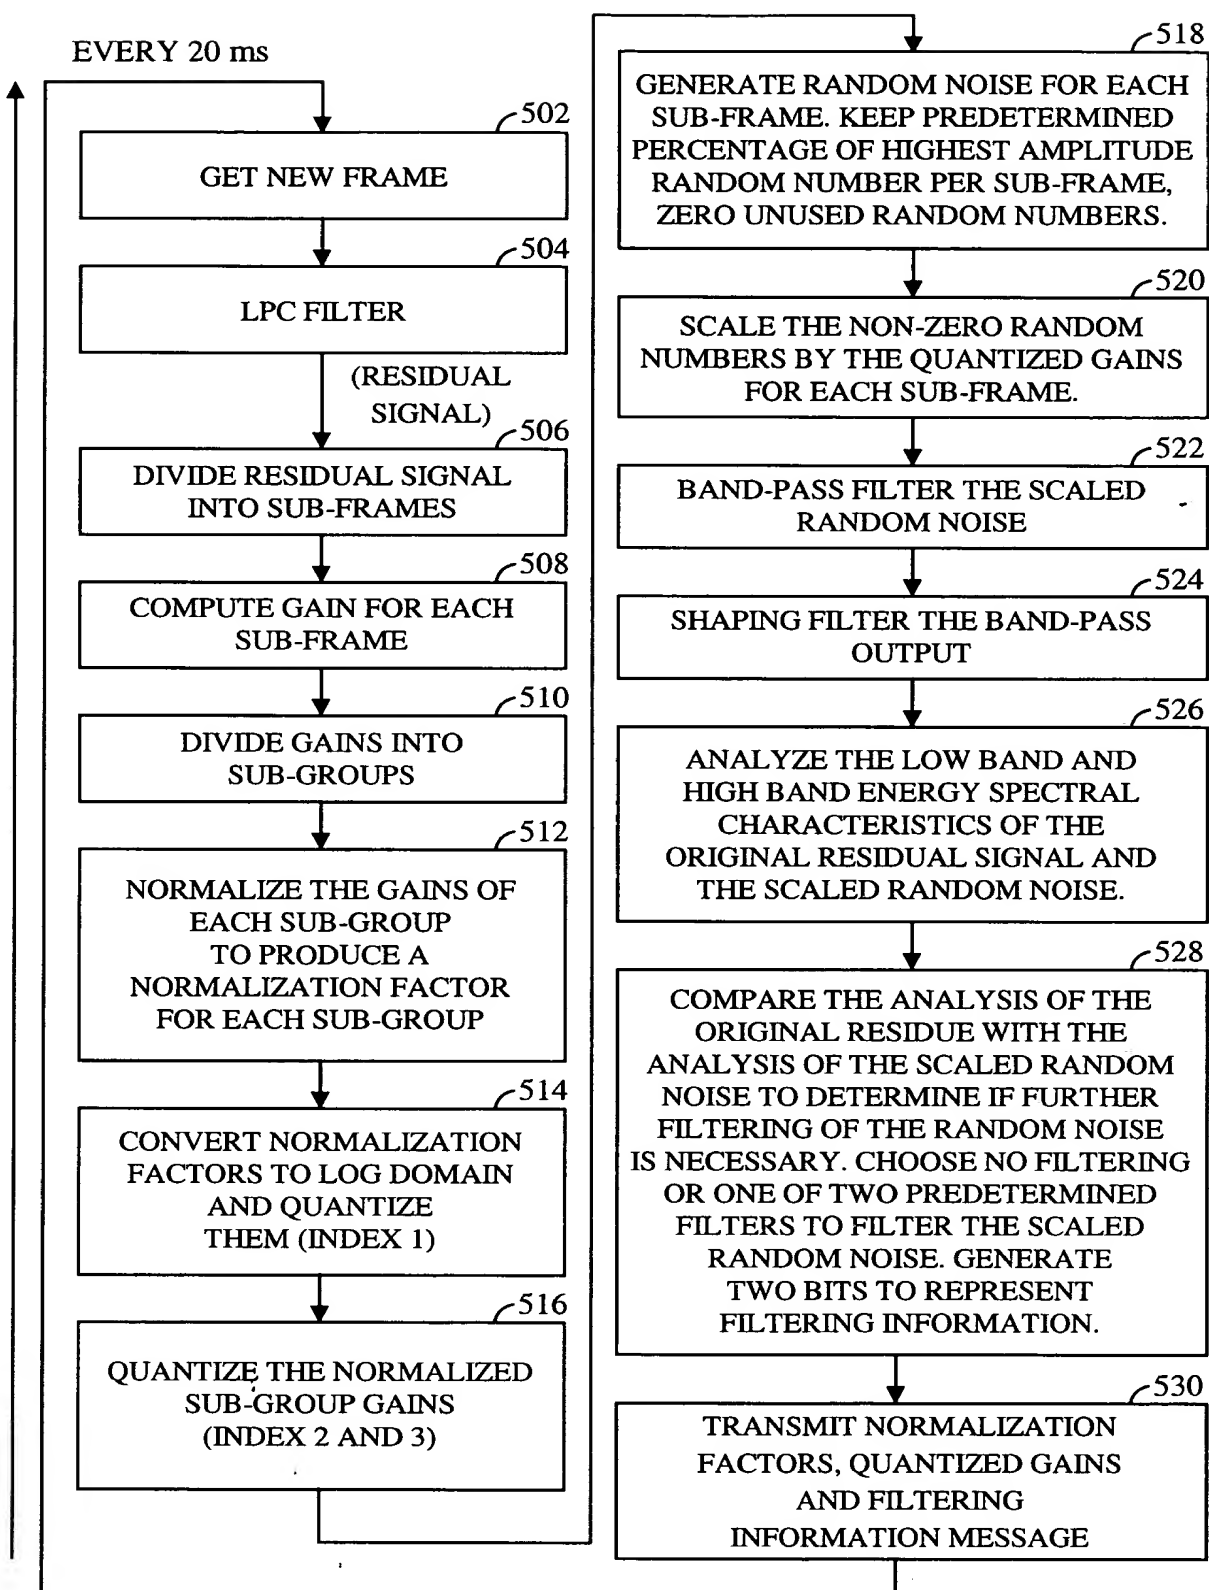 EVERY 20 ms
502
GET NEW FRAME
504
LPC FILTER
(RESIDUAL
SIGNAL)
506
DIVIDE RESIDUAL SIGNAL
INTO SUB-FRAMES
508
COMPUTE GAIN FOR EACH
SUB-FRAME
510
DIVIDE GAINS INTO
SUB-GROUPS
512
NORMALIZE THE GAINS OF
EACH SUB-GROUP
TO PRODUCE A
NORMALIZATION FACTOR
FOR EACH SUB-GROUP
514
CONVERT NORMALIZATION
FACTORS TO LOG DOMAIN
AND QUANTIZE
THEM (INDEX 1)
516
QUANTIZE THE NORMALIZED
SUB-GROUP GAINS
(INDEX 2 AND 3)
518
GENERATE RANDOM NOISE FOR EACH
SUB-FRAME. KEEP PREDETERMINED
PERCENTAGE OF HIGHEST AMPLITUDE
RANDOM NUMBER PER SUB-FRAME,
ZERO UNUSED RANDOM NUMBERS.
520
SCALE THE NON-ZERO RANDOM
NUMBERS BY THE QUANTIZED GAINS
FOR EACH SUB-FRAME.
522
BAND-PASS FILTER THE SCALED
RANDOM NOISE
524
SHAPING FILTER THE BAND-PASS
OUTPUT
526
ANALYZE THE LOW BAND AND
HIGH BAND ENERGY SPECTRAL
CHARACTERISTICS OF THE
ORIGINAL RESIDUAL SIGNAL AND
THE SCALED RANDOM NOISE.
528
COMPARE THE ANALYSIS OF THE
ORIGINAL RESIDUE WITH THE
ANALYSIS OF THE SCALED RANDOM
NOISE TO DETERMINE IF FURTHER
FILTERING OF THE RANDOM NOISE
IS NECESSARY. CHOOSE NO FILTERING
OR ONE OF TWO PREDETERMINED
FILTERS TO FILTER THE SCALED
RANDOM NOISE. GENERATE
TWO BITS TO REPRESENT
FILTERING INFORMATION.
530
TRANSMIT NORMALIZATION
FACTORS, QUANTIZED GAINS
AND FILTERING
INFORMATION MESSAGE